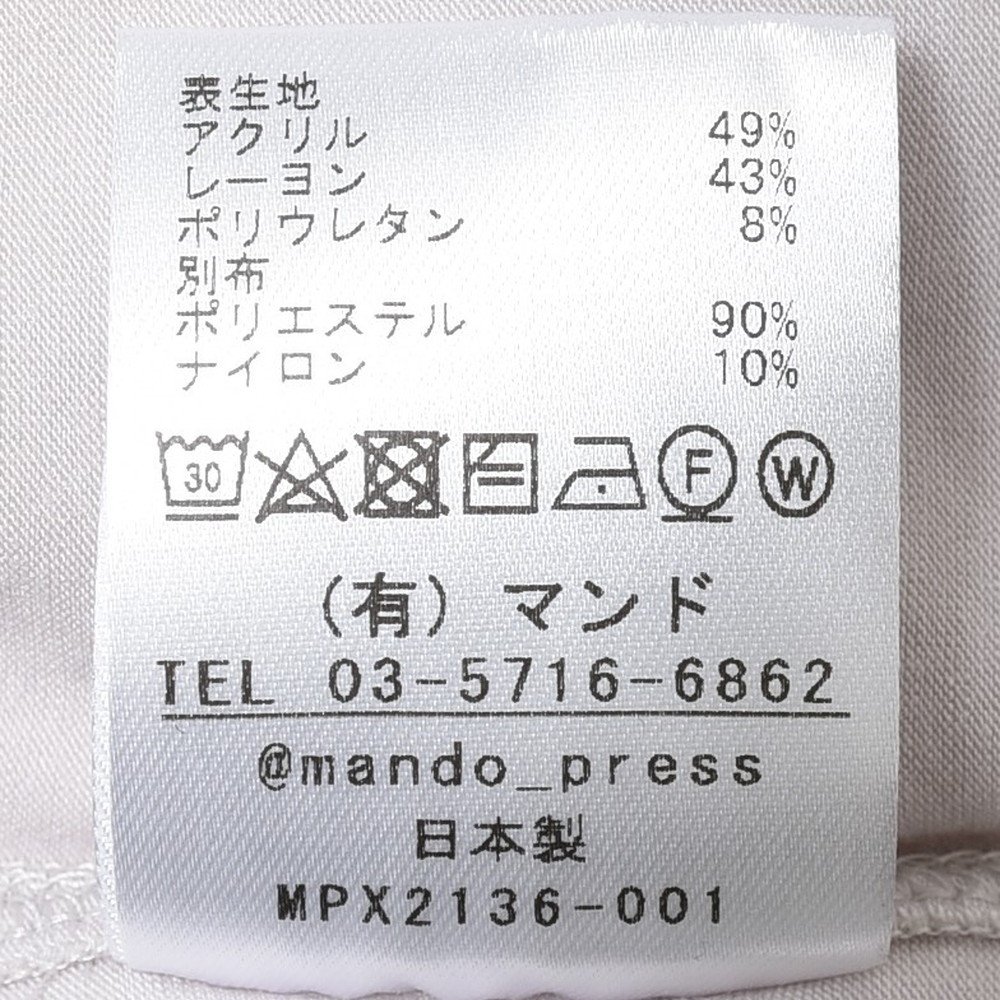 表生地
アクリル 49%
レーヨン 43%
ポリウレタン 8%
別布
ポリエステル 90%
ナイロン 10%
30 F W
(有) マンド
TEL 03-5716-6862
@mando_press
日本製
MPX2136-001